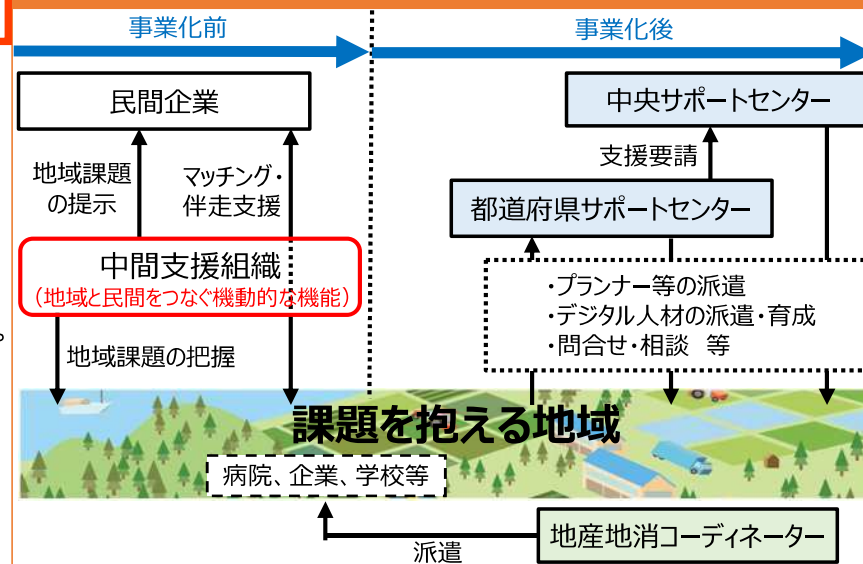 事業化前
事業化後
民間企業
中央サポートセンター
地域課題
の提示
マッチング・
伴走支援
支援要請
都道府県サポートセンター
中間支援組織
(地域と民間をつなぐ機動的な機能)
・プランナー等の派遣
・デジタル人材の派遣・育成
・問合せ・相談 等
。
地域課題の把握
課題を抱える地域
病院、企業、学校等
地産地消コーディネーター
派遣